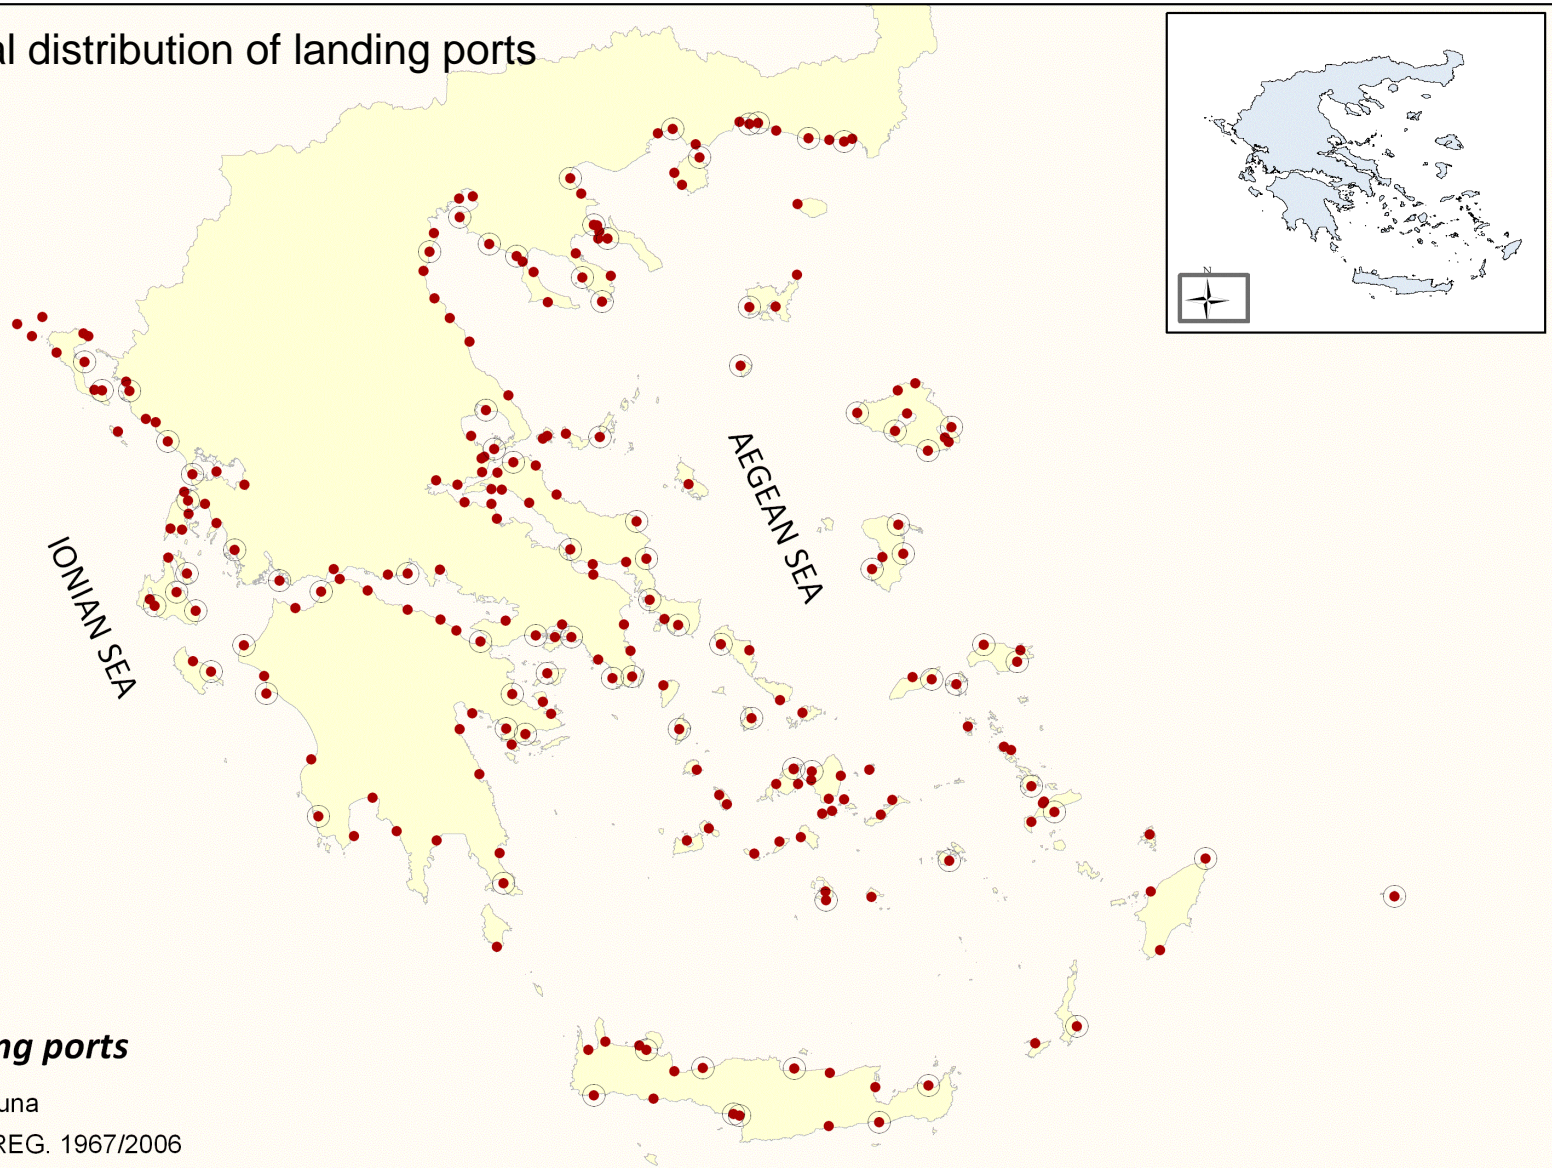 al distribution of landing ports
N
AEGEAN SEA
IONIAN SEA
ng ports
una
REG. 1967/2006